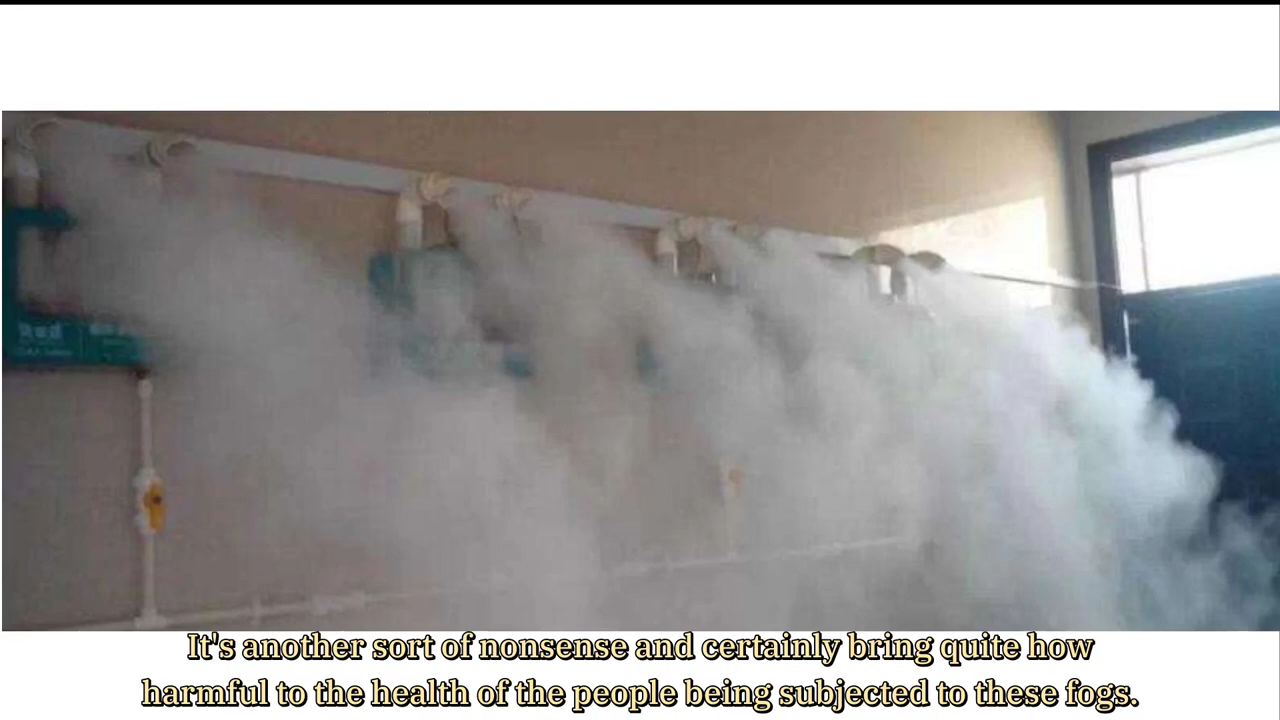 It's another sort of nonsense and certainly bring quite how
harmful to the health of the people being subjected to these fogs.